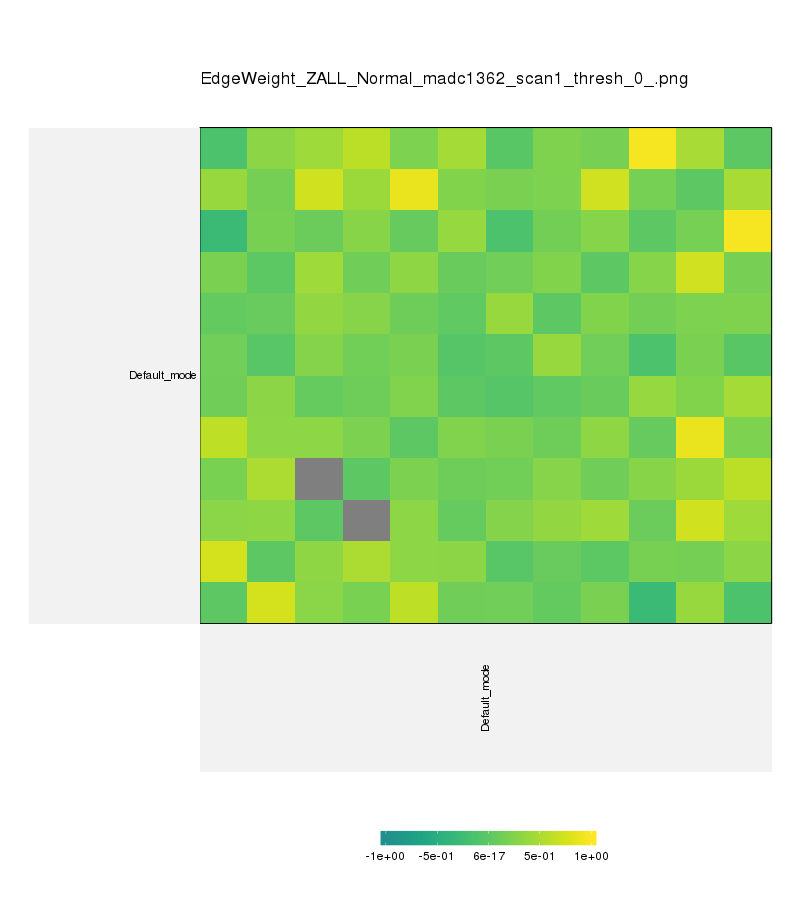 EdgeWeight_ZALL_Normal_madc1362_scan1_thresh_0_.png
Default_mode
Default_mode
-1e+00 -5e-01 6e-17 5e-01 1e+00